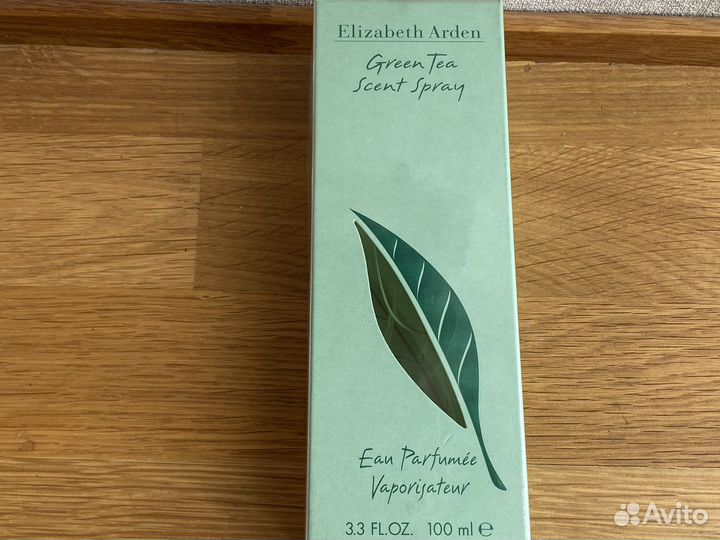 Elizabeth Arden
Green Tea
Scent Spray
Eau Parfumée
Vaporisateur
3.3 FL.OZ. 100 ml ℮
Avito